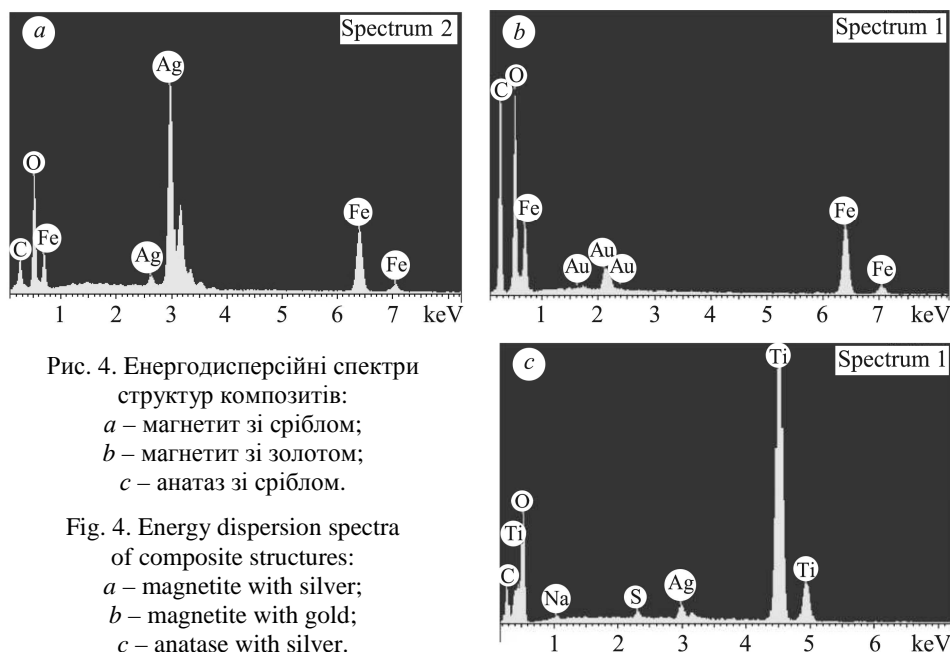 a
Spectrum 2
Ag
O
C
Fe
Ag
Fe
Fe
1 2 3 4 5 6 7 keV
b
Spectrum 1
C
O
Fe
Au
Au
Au
Fe
Fe
1 2 3 4 5 6 7 keV
Рис. 4. Енергодисперсійні спектри
структур композитів:
a – магнетит зі сріблом;
b – магнетит зі золотом;
c – анатаз зі сріблом.
Fig. 4. Energy dispersion spectra
of composite structures:
a – magnetite with silver;
b – magnetite with gold;
c – anatase with silver.
c
Spectrum 1
Ti
O
Ti
C
Na
S
Ag
Ti
1 2 3 4 5 6 keV